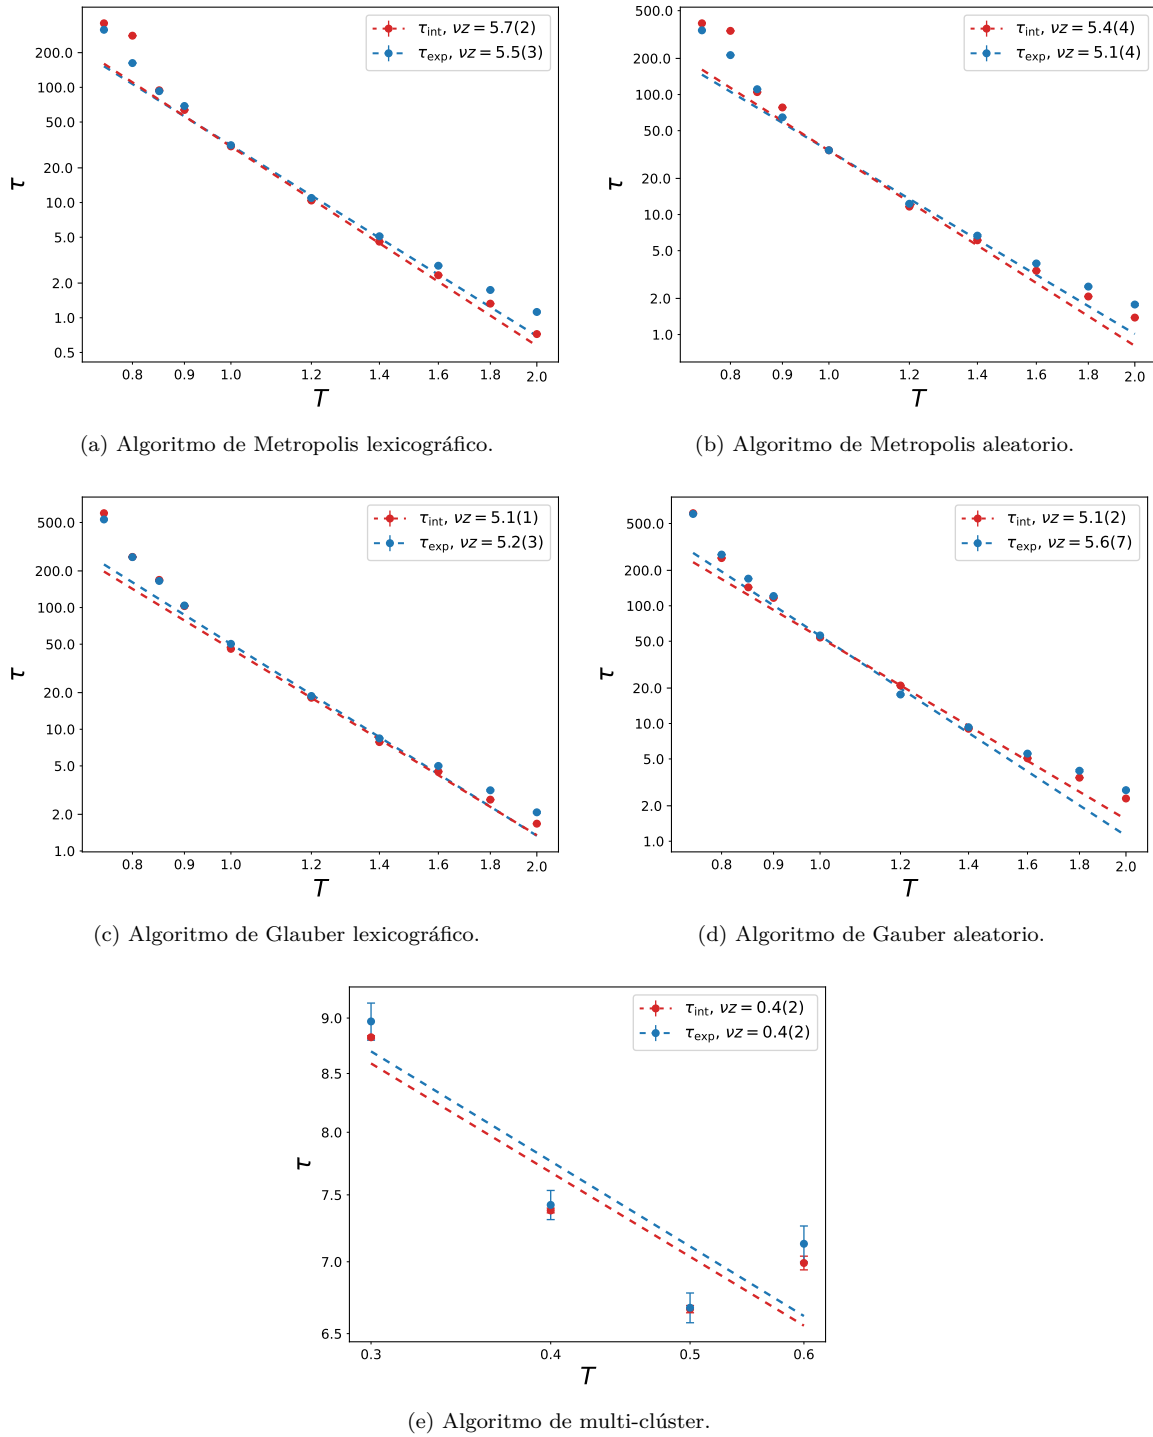 200.0
100.0
50.0
20.0
10.0
5.0
2.0
1.0
0.5
τ
0.8 0.9 1.0 1.2 1.4 1.6 1.8 2.0
T
τint, νz = 5.7(2)
τexp, νz = 5.5(3)
(a) Algoritmo de Metropolis lexicográfico.
500.0
200.0
100.0
50.0
20.0
10.0
5.0
2.0
1.0
τ
0.8 0.9 1.0 1.2 1.4 1.6 1.8 2.0
T
τint, νz = 5.4(4)
τexp, νz = 5.1(4)
(b) Algoritmo de Metropolis aleatorio.
500.0
200.0
100.0
50.0
20.0
10.0
5.0
2.0
1.0
τ
0.8 0.9 1.0 1.2 1.4 1.6 1.8 2.0
T
τint, νz = 5.1(1)
τexp, νz = 5.2(3)
(c) Algoritmo de Glauber lexicográfico.
500.0
200.0
100.0
50.0
20.0
10.0
5.0
2.0
1.0
τ
0.8 0.9 1.0 1.2 1.4 1.6 1.8 2.0
T
τint, νz = 5.1(2)
τexp, νz = 5.6(7)
(d) Algoritmo de Gauber aleatorio.
9.0
8.5
8.0
7.5
7.0
6.5
τ
0.3 0.4 0.5 0.6
T
τint, νz = 0.4(2)
τexp, νz = 0.4(2)
(e) Algoritmo de multi-clúster.